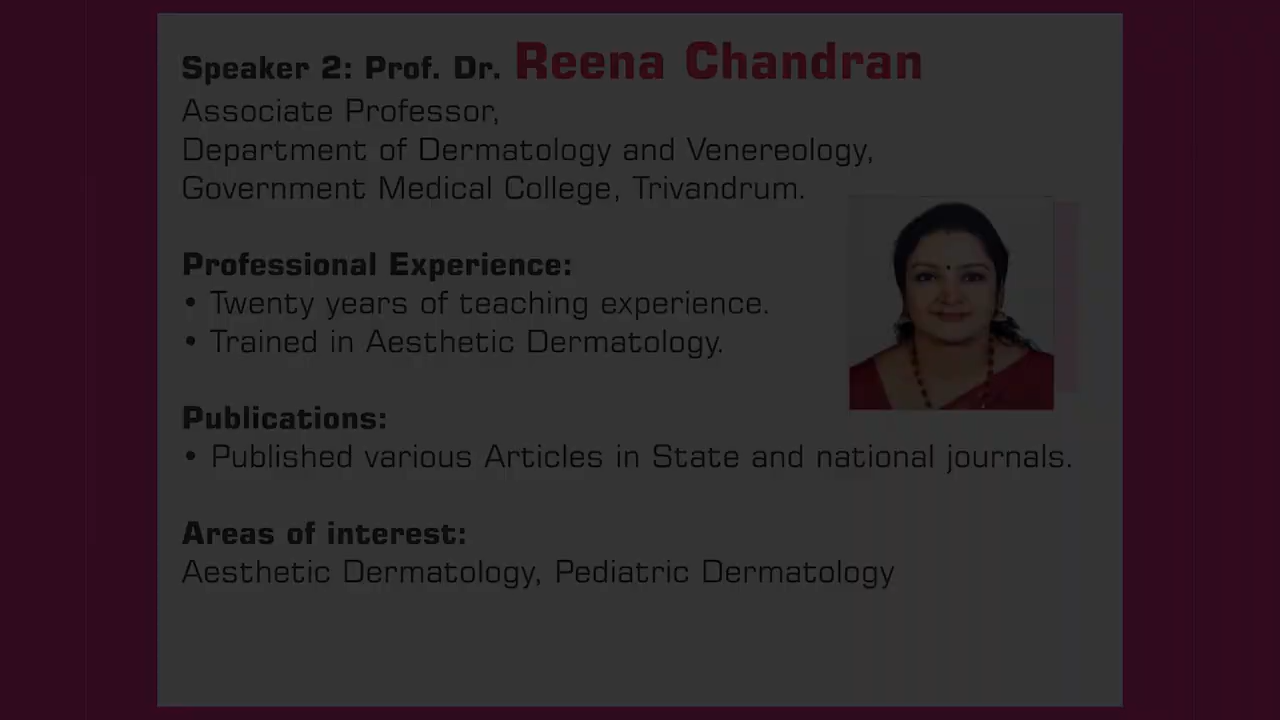 Speaker 2: Prof. Dr. Reena Chandran
Associate Professor,
Department of Dermatology and Venereology,
Government Medical College, Trivandrum.
Professional Experience:
• Twenty years of teaching experience.
• Trained in Aesthetic Dermatology.
Publications:
• Published various Articles in State and national journals.
Areas of interest:
Aesthetic Dermatology, Pediatric Dermatology